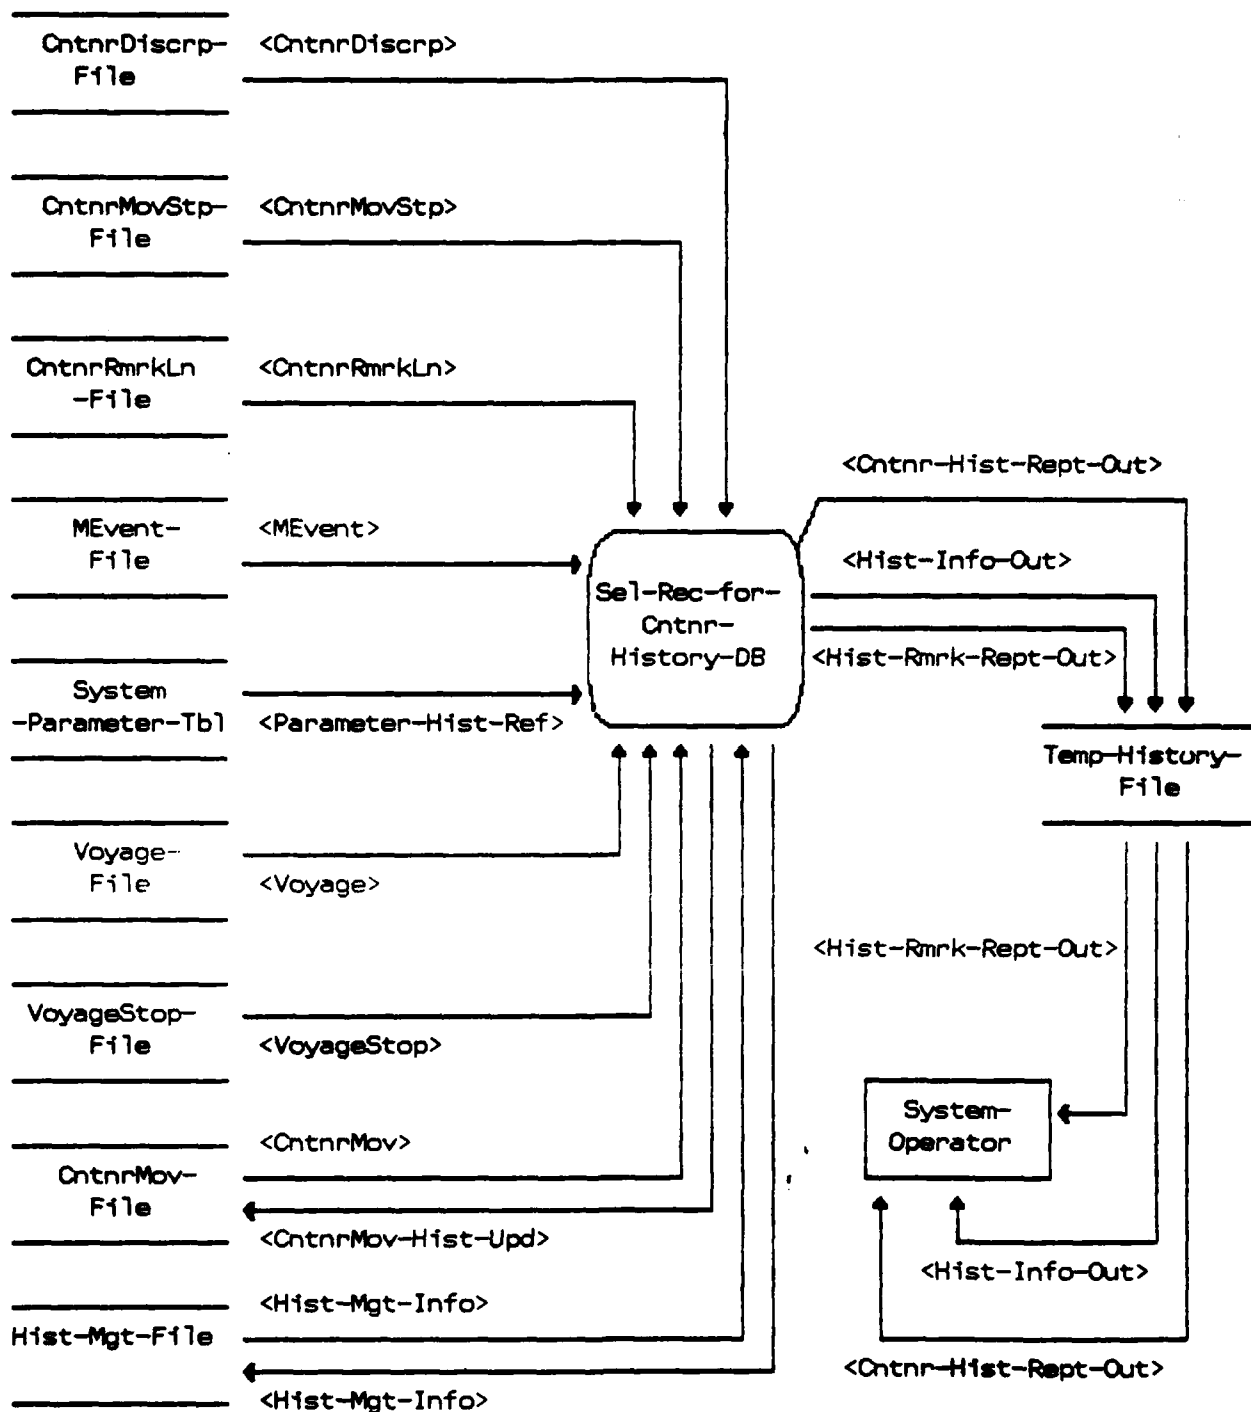 CntnrDiscrp-
File
<CntnrDiscrp>
CntnrMovStp-
File
<CntnrMovStp>
CntnrRmrkLn
-File
<CntnrRmrkLn>
MEvent-
File
<MEvent>
System
-Parameter-Tbl
<Parameter-Hist-Ref>
Voyage-
File
<Voyage>
VoyageStop-
File
<VoyageStop>
CntnrMov-
File
<CntnrMov>
<CntnrMov-Hist-Upd>
Hist-Mgt-File
<Hist-Mgt-Info>
<Hist-Mgt-Info>
Sel-Rec-for-
Cntnr-
History-DB
<Cntnr-Hist-Rept-Out>
<Hist-Info-Out>
<Hist-Rmrk-Rept-Out>
Temp-History-
File
<Hist-Rmrk-Rept-Out>
System-
Operator
<Hist-Info-Out>
<Cntnr-Hist-Rept-Out>